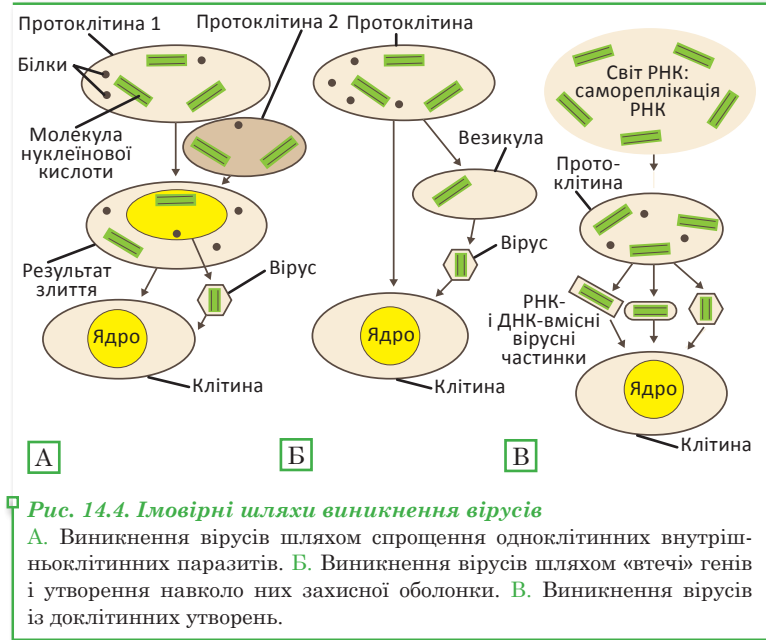 Протоклітина 1
Білки
Молекула
нуклеїнової
кислоти
Протоклітина 2
Результат
злиття
Вірус
Ядро
Клітина
А
Протоклітина
Везикула
Вірус
Ядро
Клітина
Б
Світ РНК:
самореплікація
РНК
Прото-
клітина
РНК-
і ДНК-вмісні
вірусні
частинки
Ядро
Клітина
В
Рис. 14.4. Імовірні шляхи виникнення вірусів
А. Виникнення вірусів шляхом спрощення одноклітинних внутріш-
ньоклітинних паразитів. Б. Виникнення вірусів шляхом «втечі» генів
і утворення навколо них захисної оболонки. В. Виникнення вірусів
із доклітинних утворень.